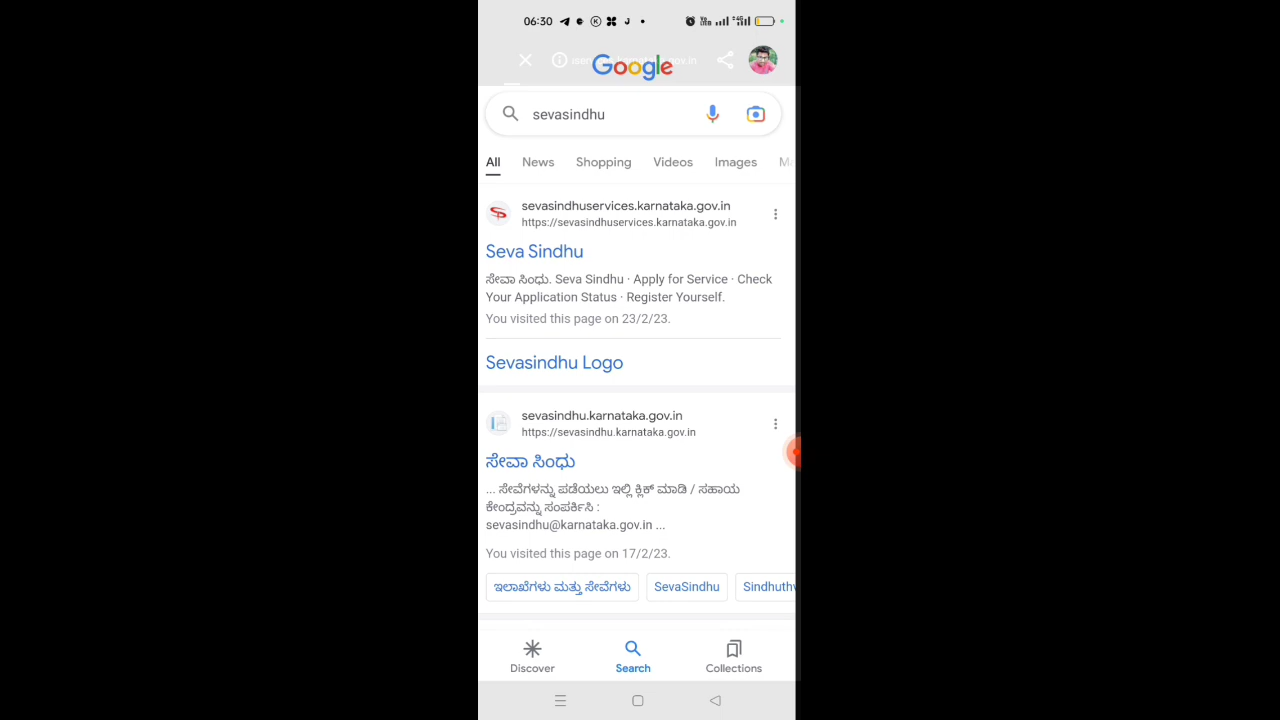 06:30
Google
sevasindhu
All News Shopping Videos Images
sevasindhuservices.karnataka.gov.in
https://sevasindhuservices.karnataka.gov.in
Seva Sindhu
ಸೇವಾ ಸಿಂಧು. Seva Sindhu · Apply for Service · Check
Your Application Status · Register Yourself.
You visited this page on 23/2/23.
Sevasindhu Logo
sevasindhu.karnataka.gov.in
https://sevasindhu.karnataka.gov.in
ಸೇವಾ ಸಿಂಧು
... ಸೇವೆಗಳನ್ನು ಪಡೆಯಲು ಇಲ್ಲಿ ಕ್ಲಿಕ್ ಮಾಡಿ / ಸಹಾಯ
ಕೇಂದ್ರವನ್ನು ಸಂಪರ್ಕಿಸಿ :
sevasindhu@karnataka.gov.in ...
You visited this page on 17/2/23.
ಇಲಾಖೆಗಳು ಮತ್ತು ಸೇವೆಗಳು SevaSindhu Sindhuth
Discover Search Collections